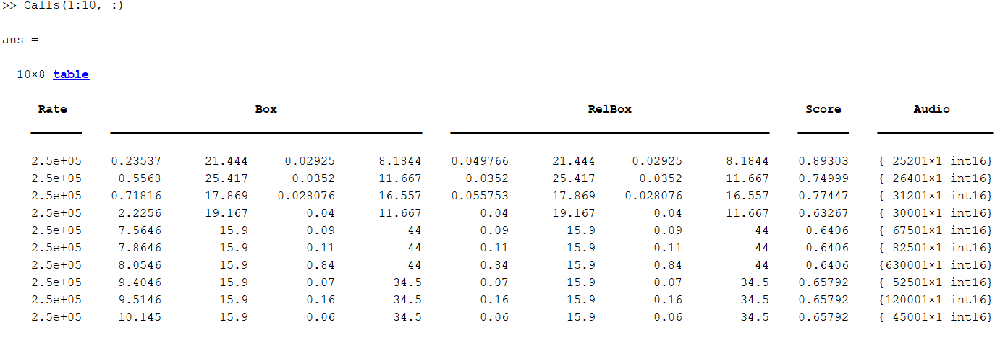 >> Calls(1:10, :)
ans =
10×8 table
Rate Box RelBox Score Audio
2.5e+05 0.23537 21.444 0.02925 8.1844 0.049766 21.444 0.02925 8.1844 0.89303 { 25201×1 int16}
2.5e+05 0.5568 25.417 0.0352 11.667 0.0352 25.417 0.0352 11.667 0.74999 { 26401×1 int16}
2.5e+05 0.71816 17.869 0.028076 16.557 0.055753 17.869 0.028076 16.557 0.77447 { 31201×1 int16}
2.5e+05 2.2256 19.167 0.04 11.667 0.04 19.167 0.04 11.667 0.63267 { 30001×1 int16}
2.5e+05 7.5646 15.9 0.09 44 0.09 15.9 0.09 44 0.6406 { 67501×1 int16}
2.5e+05 7.8646 15.9 0.11 44 0.11 15.9 0.11 44 0.6406 { 82501×1 int16}
2.5e+05 8.0546 15.9 0.84 44 0.84 15.9 0.84 44 0.6406 {630001×1 int16}
2.5e+05 9.4046 15.9 0.07 34.5 0.07 15.9 0.07 34.5 0.65792 { 52501×1 int16}
2.5e+05 9.5146 15.9 0.16 34.5 0.16 15.9 0.16 34.5 0.65792 {120001×1 int16}
2.5e+05 10.145 15.9 0.06 34.5 0.06 15.9 0.06 34.5 0.65792 { 45001×1 int16}